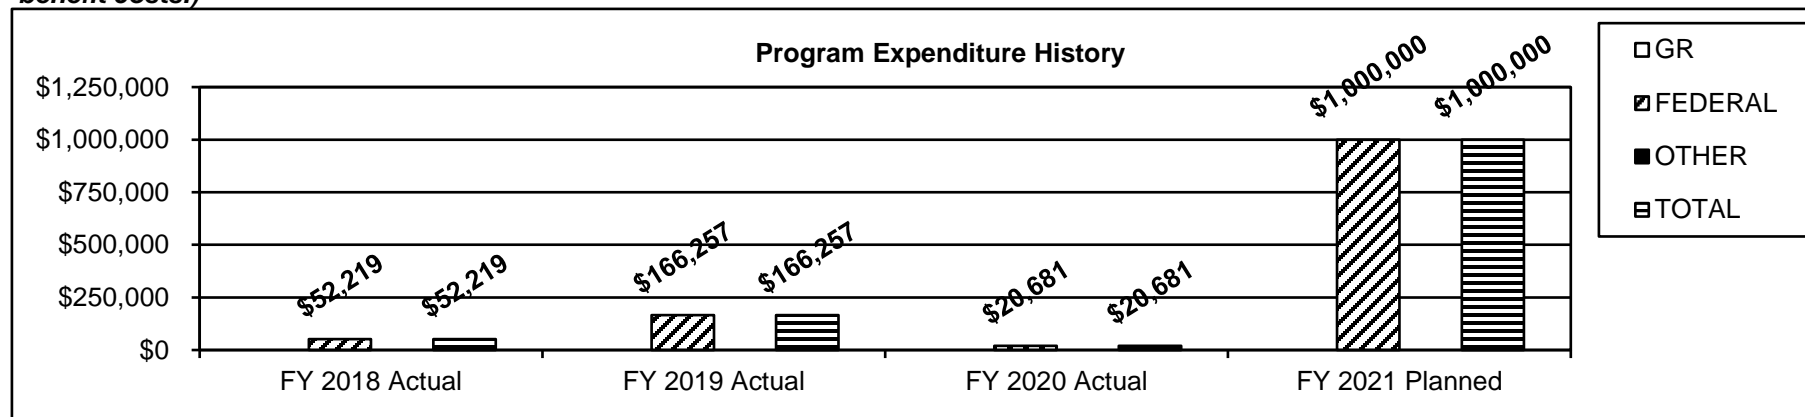 benefit costs.)
Program Expenditure History
$1,250,000
$1,000,000
$750,000
$500,000
$250,000
$0
$52,219
$52,219
$166,257
$166,257
$20,681
$20,681
$1,000,000
$1,000,000
FY 2018 Actual
FY 2019 Actual
FY 2020 Actual
FY 2021 Planned
GR
FEDERAL
OTHER
TOTAL